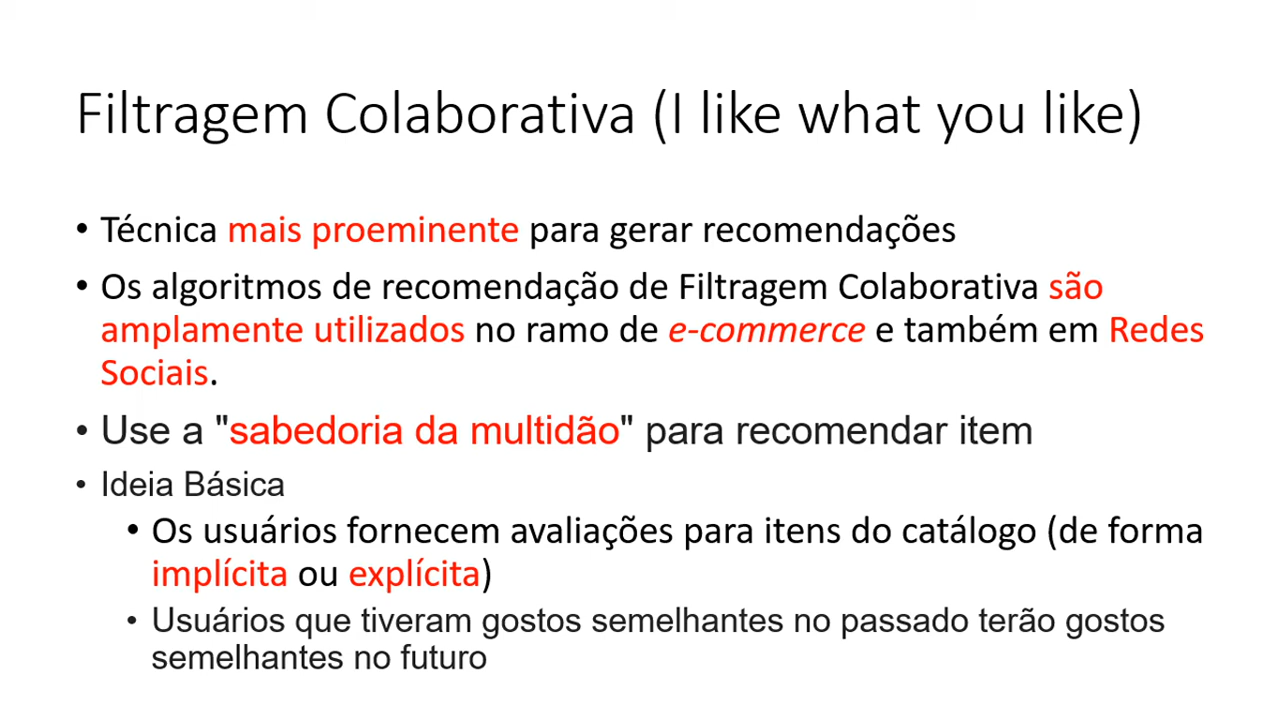 Filtragem Colaborativa (I like what you like)
• Técnica mais proeminente para gerar recomendações
• Os algoritmos de recomendação de Filtragem Colaborativa são
amplamente utilizados no ramo de e-commerce e também em Redes
Sociais.
• Use a "sabedoria da multidão" para recomendar item
• Ideia Básica
• Os usuários fornecem avaliações para itens do catálogo (de forma
implícita ou explícita)
• Usuários que tiveram gostos semelhantes no passado terão gostos
semelhantes no futuro